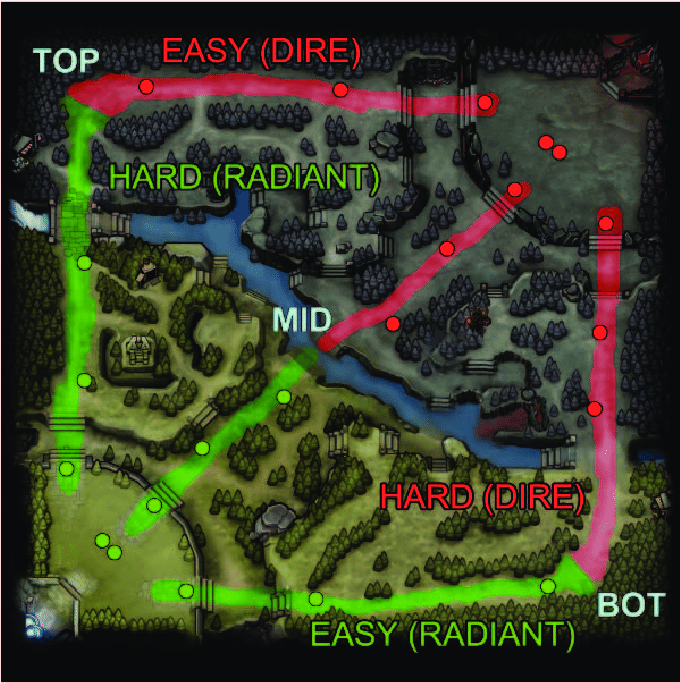 TOP
EASY (DIRE)
HARD (RADIANT)
MID
HARD (DIRE)
BOT
EASY (RADIANT)